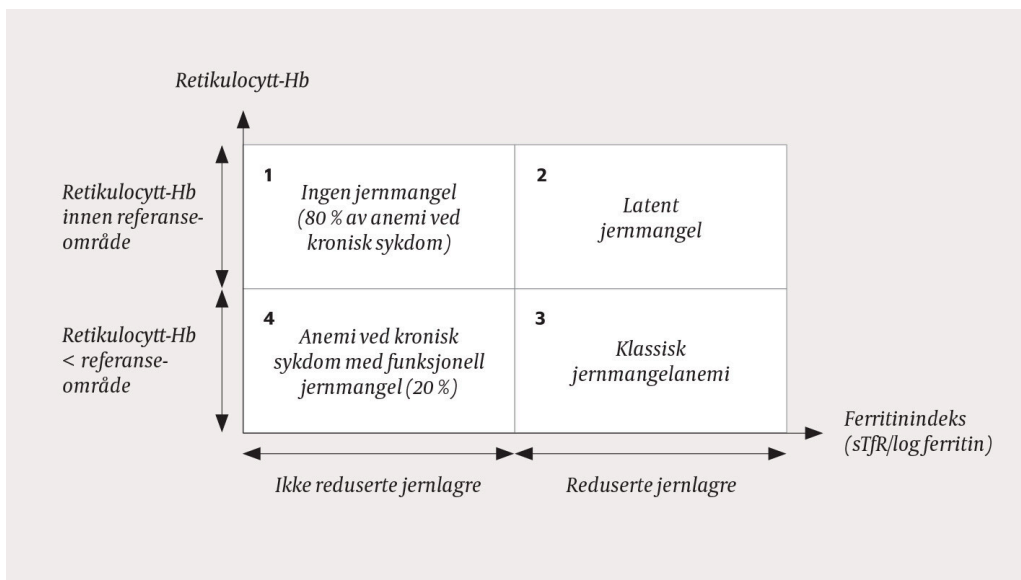 Retikulocytt-Hb
Retikulocytt-Hb
innen referanse-
område
1
Ingen jernmangel
(80 % av anemi ved
kronisk sykdom)
2
Latent
jernmangel
Retikulocytt-Hb
< referanse-
område
4
Anemi ved kronisk
sykdom med funksjonell
jernmangel (20 %)
3
Klassisk
jernmangelanemi
Ferritinindeks
(sTfR/log ferritin)
Ikke reduserte jernlagre
Reduserte jernlagre